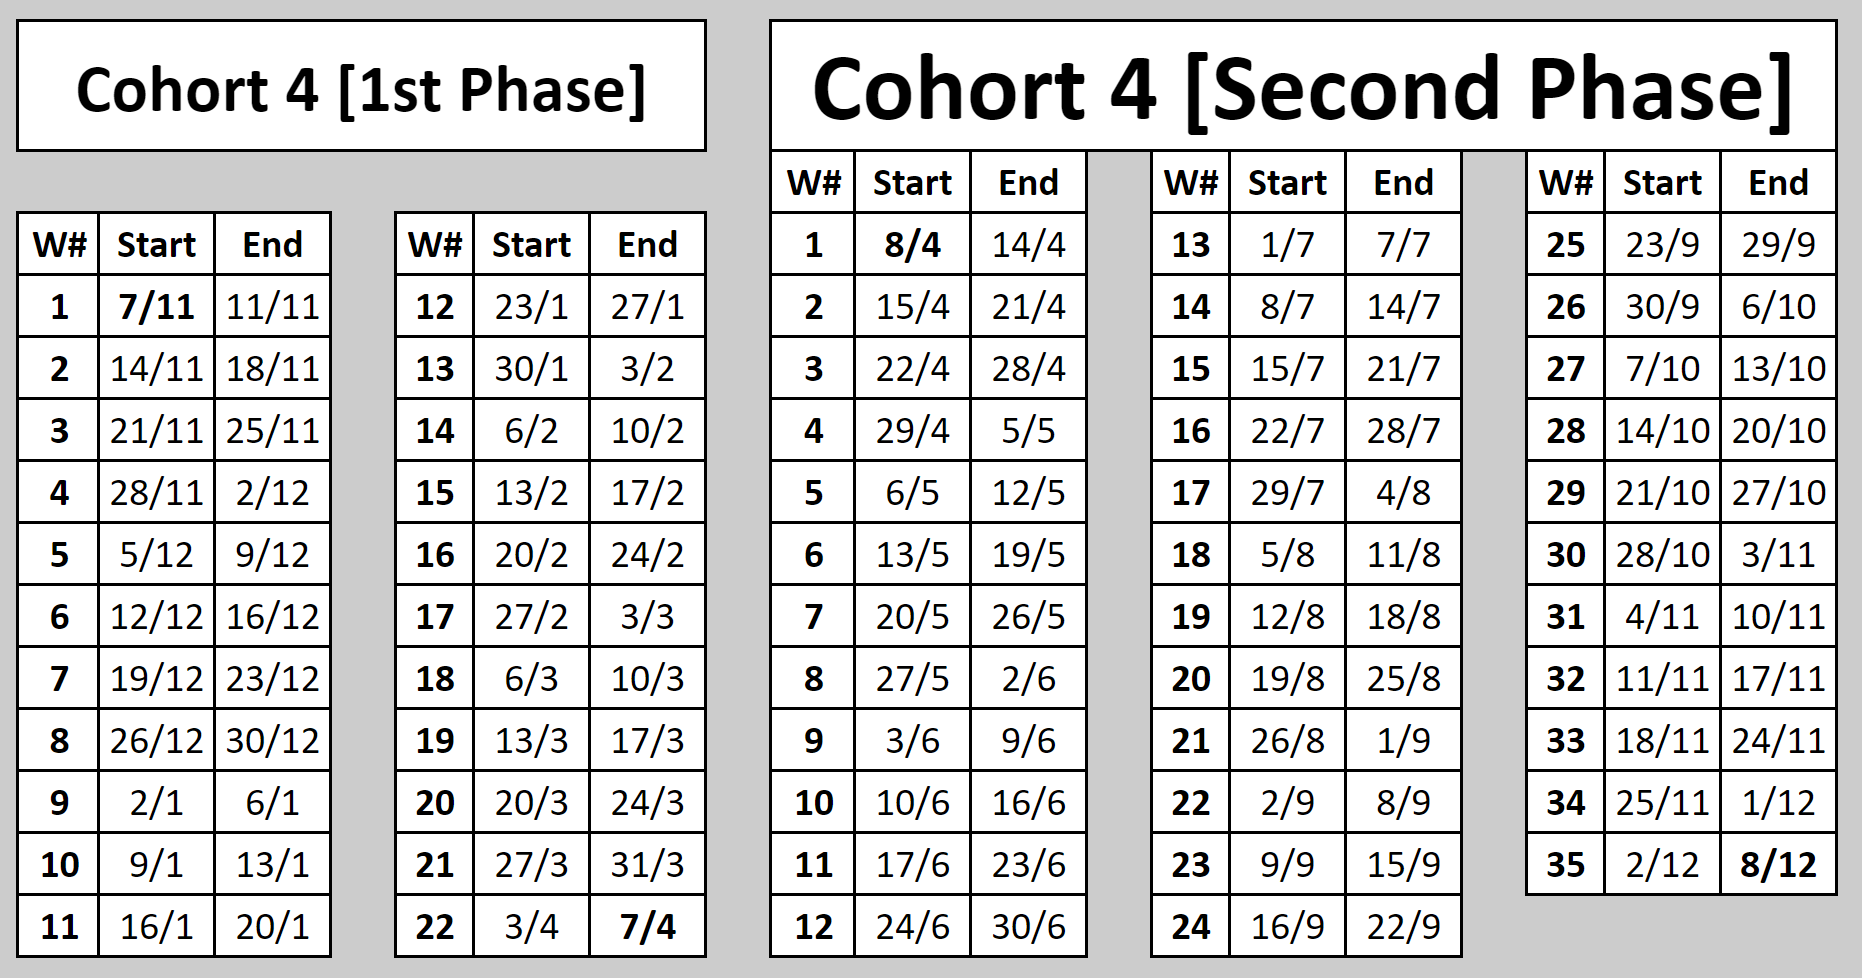 Cohort 4 [1st Phase]
W# Start End
1 7/11 11/11
2 14/11 18/11
3 21/11 25/11
4 28/11 2/12
5 5/12 9/12
6 12/12 16/12
7 19/12 23/12
8 26/12 30/12
9 2/1 6/1
10 9/1 13/1
11 16/1 20/1
W# Start End
12 23/1 27/1
13 30/1 3/2
14 6/2 10/2
15 13/2 17/2
16 20/2 24/2
17 27/2 3/3
18 6/3 10/3
19 13/3 17/3
20 20/3 24/3
21 27/3 31/3
22 3/4 7/4
Cohort 4 [Second Phase]
W# Start End
1 8/4 14/4
2 15/4 21/4
3 22/4 28/4
4 29/4 5/5
5 6/5 12/5
6 13/5 19/5
7 20/5 26/5
8 27/5 2/6
9 3/6 9/6
10 10/6 16/6
11 17/6 23/6
12 24/6 30/6
W# Start End
13 1/7 7/7
14 8/7 14/7
15 15/7 21/7
16 22/7 28/7
17 29/7 4/8
18 5/8 11/8
19 12/8 18/8
20 19/8 25/8
21 26/8 1/9
22 2/9 8/9
23 9/9 15/9
24 16/9 22/9
W# Start End
25 23/9 29/9
26 30/9 6/10
27 7/10 13/10
28 14/10 20/10
29 21/10 27/10
30 28/10 3/11
31 4/11 10/11
32 11/11 17/11
33 18/11 24/11
34 25/11 1/12
35 2/12 8/12